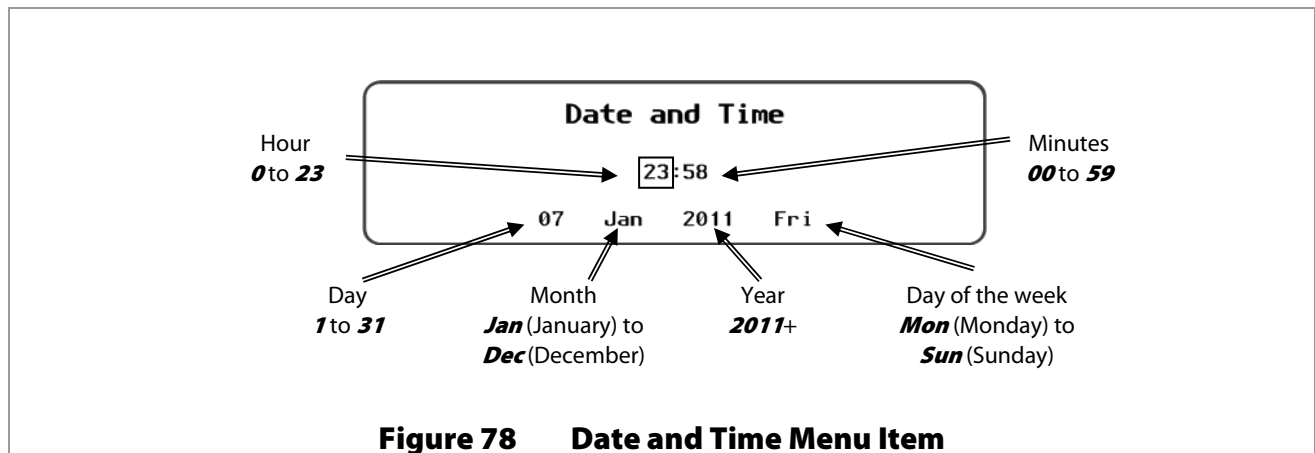 Date and Time
Hour
0 to 23
23:58
Minutes
00 to 59
07 Jan 2011 Fri
Day
1 to 31
Month
Jan (January) to
Dec (December)
Year
2011+
Day of the week
Mon (Monday) to
Sun (Sunday)
Figure 78 Date and Time Menu Item